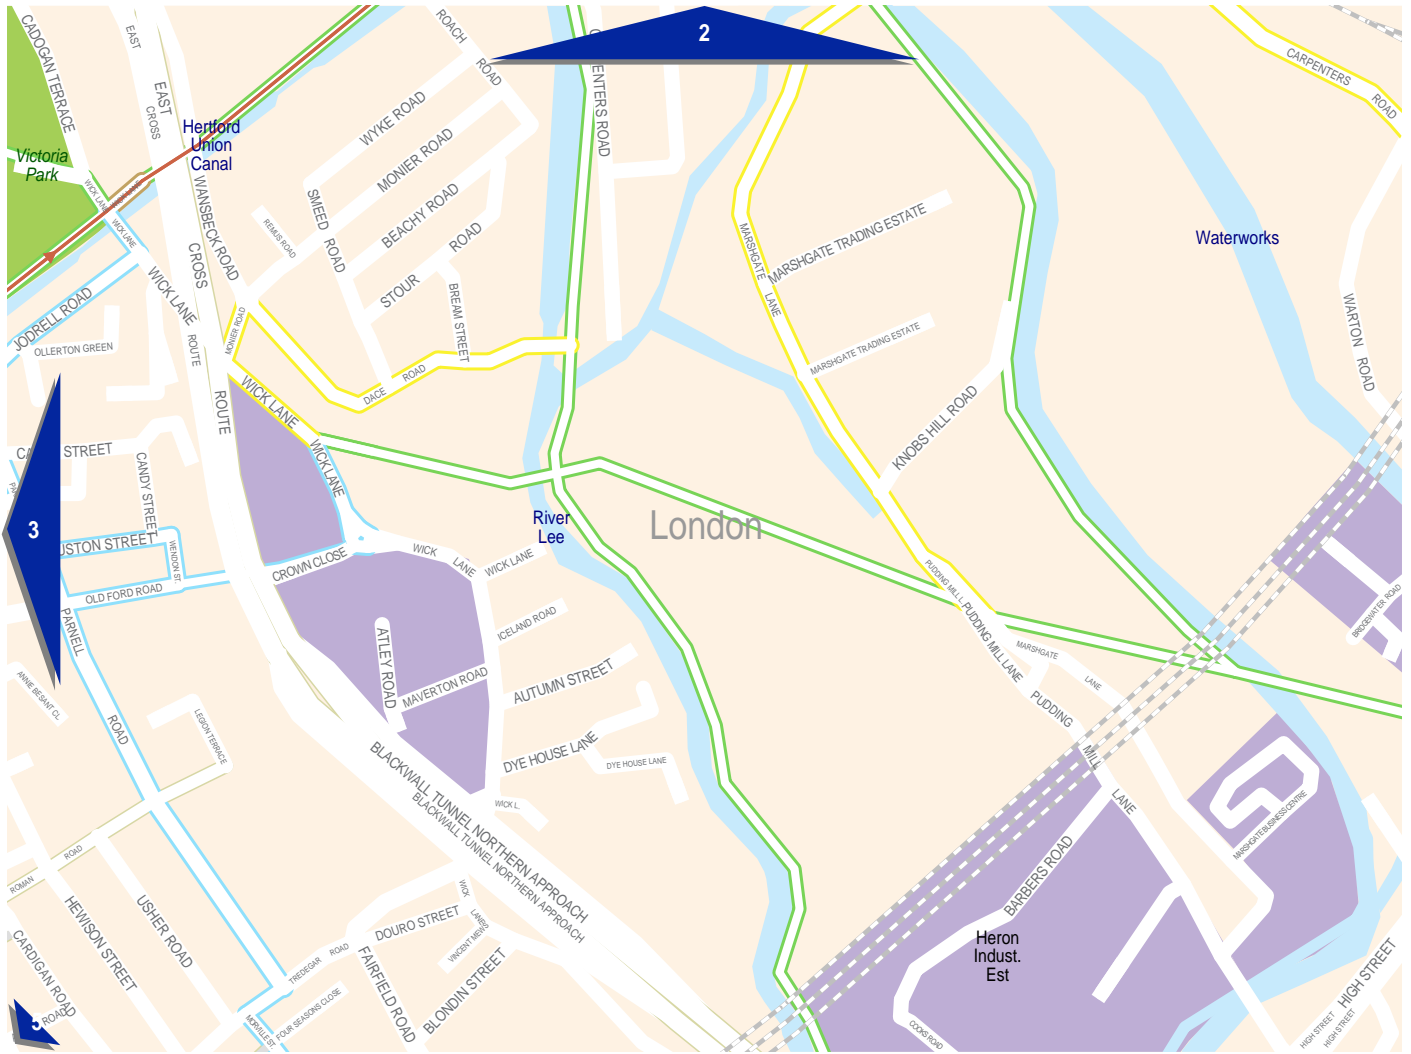 2
CADOGAN TERRACE
EAST
EAST
CROSS
ROACH
ROAD
ENTERS ROAD
CARPENTERS
ROAD
Hertford
Union
Canal
Victoria
Park
WICK LANE
WICK LANE
WYKE ROAD
MONIER ROAD
BEACHY ROAD
SMEED ROAD
REMUS ROAD
WANSBECK ROAD
CROSS
STOUR
ROAD
BREAM STREET
MARSHGATE TRADING ESTATE
MARSHGATE
LANE
MARSHGATE TRADING ESTATE
Waterworks
WARTON ROAD
WICK LANE
JODRELL ROAD
OLLERTON GREEN
MONIER ROAD
ROUTE
ROUTE
DACE
ROAD
WICK LANE
WICK LANE
KNOBS HILL ROAD
STREET
CANDY STREET
3
USTON STREET
WENDON ST.
OLD FORD ROAD
CROWN CLOSE
WICK
LANE
WICK LANE
River
Lee
London
PUDDING MILL L.
PUDDING MILL LANE
BRIDGEWATER ROAD
PARNELL
ROAD
ATLEY ROAD
ICELAND ROAD
MAVERTON ROAD
AUTUMN STREET
MARSHGATE
LANE
PUDDING
MILL
LANE
ANNE BESANT CL
LEGION TERRACE
DYE HOUSE LANE
DYE HOUSE LANE
WICK L.
BLACKWALL TUNNEL NORTHERN APPROACH
BLACKWALL TUNNEL NORTHERN APPROACH
MARSHGATE BUSINESS CENTRE
BARBERS ROAD
ROMAN
ROAD
HEWISON STREET
USHER ROAD
CARDIGAN ROAD
ROAD
WICK
LANE
DOURO STREET
VINCENT MEWS
TREDEGAR
ROAD
FAIRFIELD ROAD
BLONDIN STREET
FOUR SEASONS CLOSE
MORVILLE ST.
Heron
Indust.
Est
COOKS ROAD
HIGH STREET
HIGH STREET
HIGH STREET
5